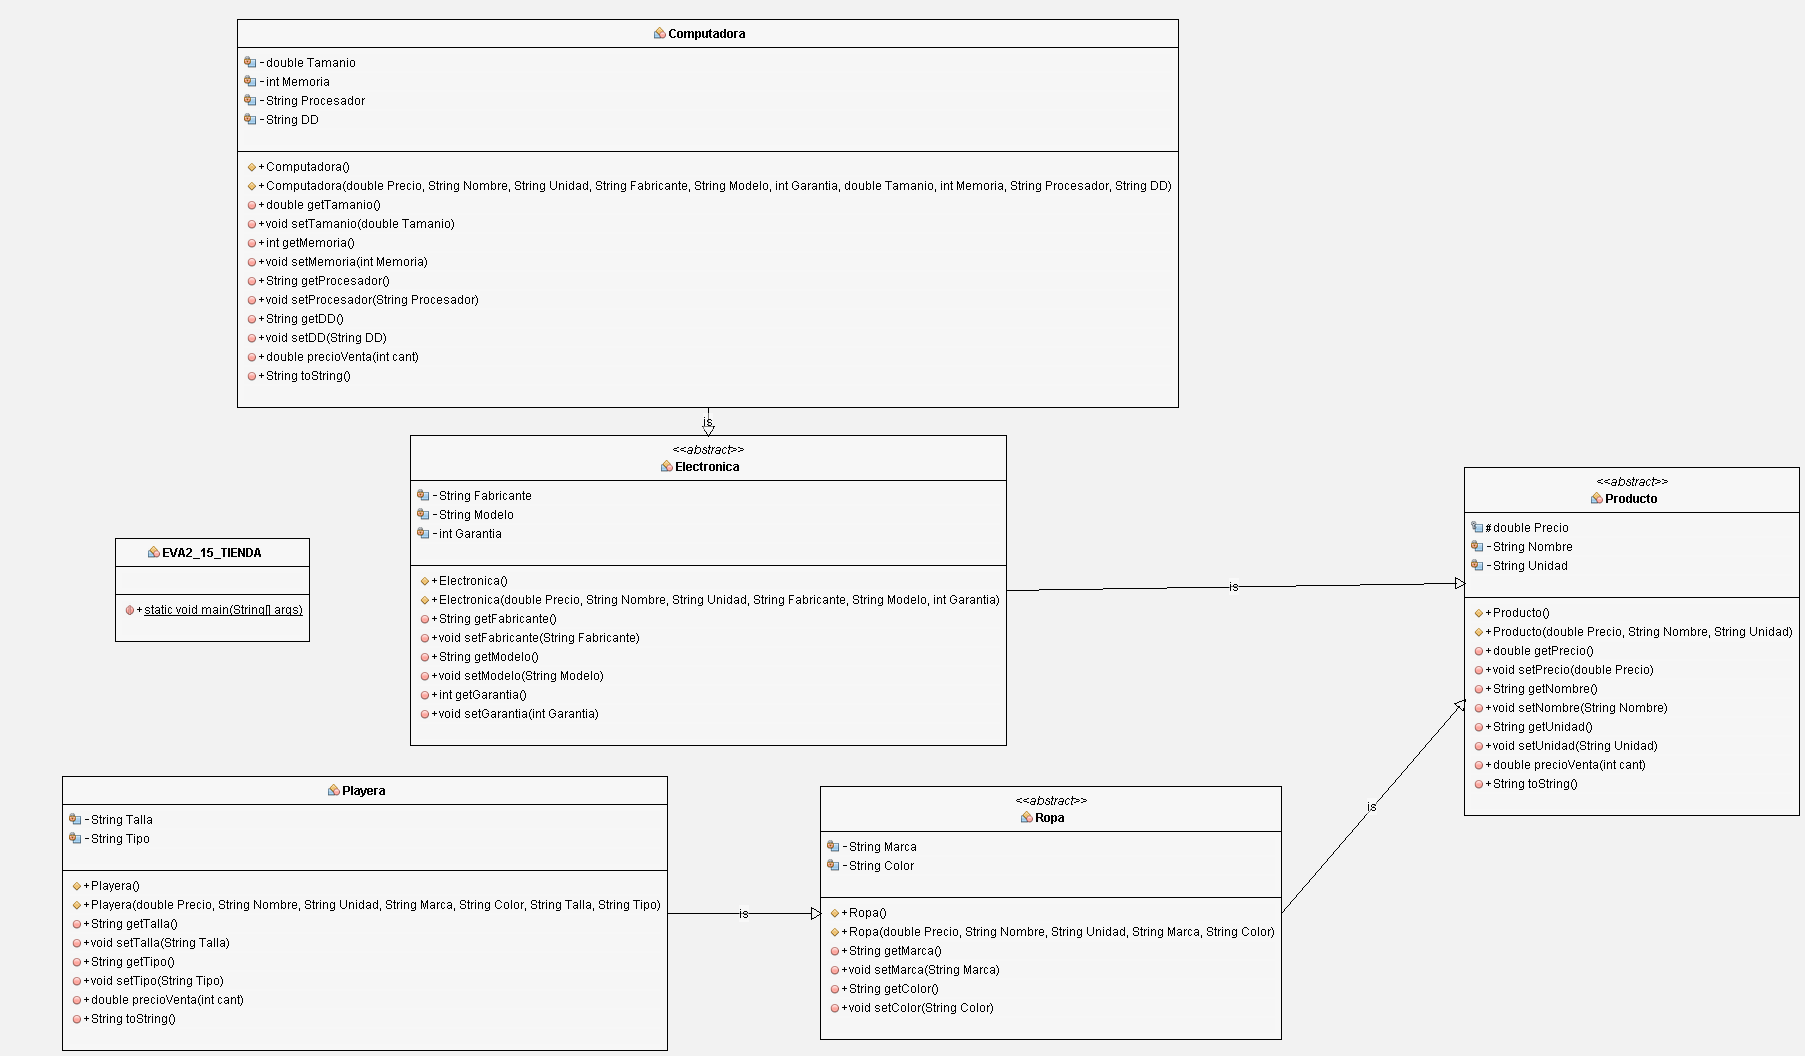 Computadora
-double Tamanio
-int Memoria
-String Procesador
-String DD
+Computadora()
+Computadora(double Precio, String Nombre, String Unidad, String Fabricante, String Modelo, int Garantia, double Tamanio, int Memoria, String Procesador, String DD)
+double getTamanio()
+void setTamanio(double Tamanio)
+int getMemoria()
+void setMemoria(int Memoria)
+String getProcesador()
+void setProcesador(String Procesador)
+String getDD()
+void setDD(String DD)
+double precioVenta(int cant)
+String toString()
is
<<abstract>>
Electronica
-String Fabricante
-String Modelo
-int Garantia
+Electronica()
+Electronica(double Precio, String Nombre, String Unidad, String Fabricante, String Modelo, int Garantia)
+String getFabricante()
+void setFabricante(String Fabricante)
+String getModelo()
+void setModelo(String Modelo)
+int getGarantia()
+void setGarantia(int Garantia)
is
<<abstract>>
Producto
#double Precio
-String Nombre
-String Unidad
+Producto()
+Producto(double Precio, String Nombre, String Unidad)
+double getPrecio()
+void setPrecio(double Precio)
+String getNombre()
+void setNombre(String Nombre)
+String getUnidad()
+void setUnidad(String Unidad)
+double precioVenta(int cant)
+String toString()
EVA2_15_TIENDA
+static void main(String[] args)
Playera
-String Talla
-String Tipo
+Playera()
+Playera(double Precio, String Nombre, String Unidad, String Marca, String Color, String Talla, String Tipo)
+String getTalla()
+void setTalla(String Talla)
+String getTipo()
+void setTipo(String Tipo)
+double precioVenta(int cant)
+String toString()
is
<<abstract>>
Ropa
-String Marca
-String Color
+Ropa()
+Ropa(double Precio, String Nombre, String Unidad, String Marca, String Color)
+String getMarca()
+void setMarca(String Marca)
+String getColor()
+void setColor(String Color)
is